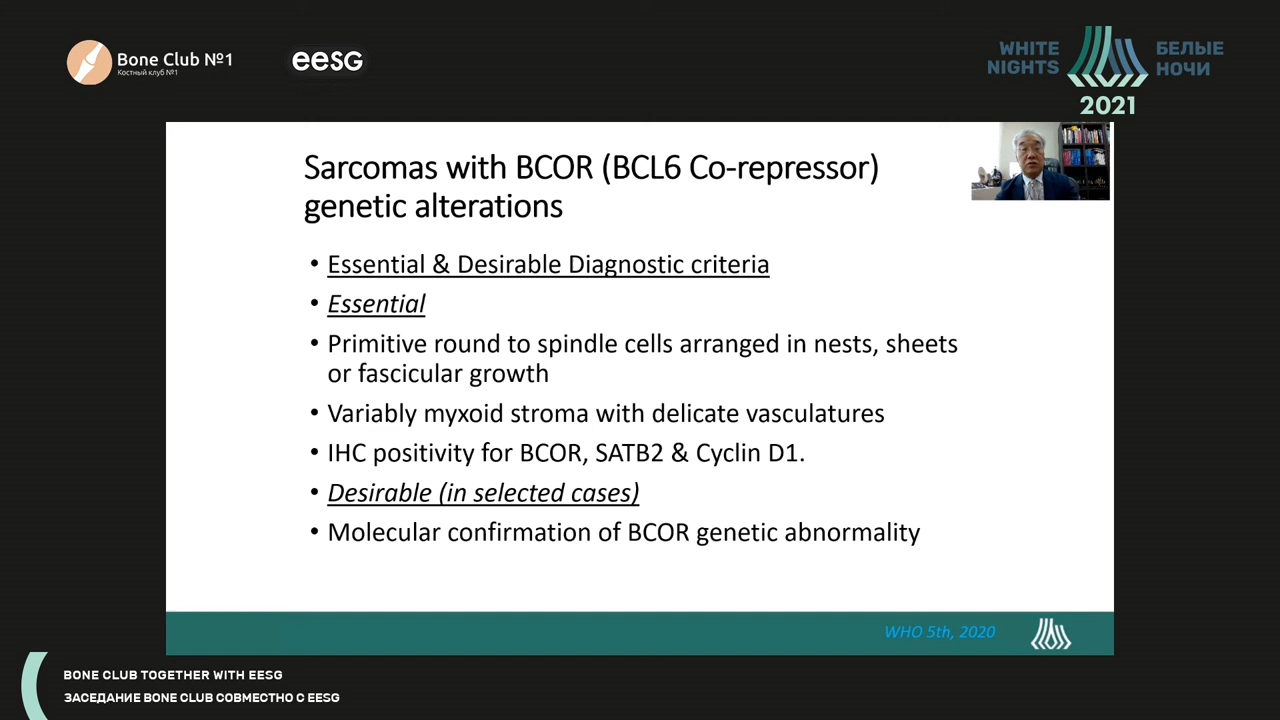 Bone Club №1
Костный клуб №1
eesg
WHITE
NIGHTS
БЕЛЫЕ
НОЧИ
2021
Sarcomas with BCOR (BCL6 Co-repressor)
genetic alterations
• Essential & Desirable Diagnostic criteria
• Essential
• Primitive round to spindle cells arranged in nests, sheets
or fascicular growth
• Variably myxoid stroma with delicate vasculatures
• IHC positivity for BCOR, SATB2 & Cyclin D1.
• Desirable (in selected cases)
• Molecular confirmation of BCOR genetic abnormality
WHO 5th, 2020
BONE CLUB TOGETHER WITH EESG
ЗАСЕДАНИЕ BONE CLUB СОВМЕСТНО С EESG